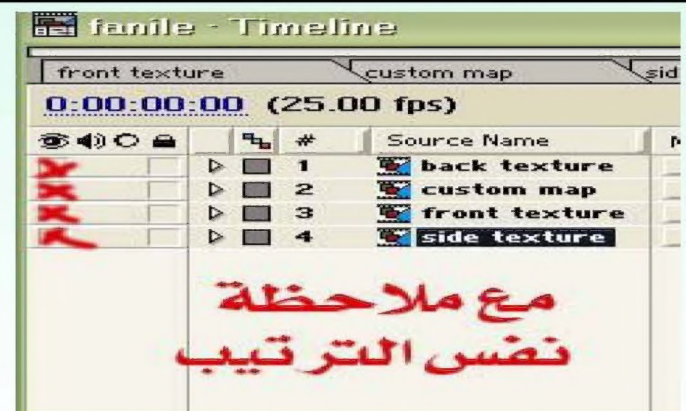 fanile - Timeline
front texture custom map sid
0:00:00:00 (25.00 fps)
# Source Name
1 back texture
2 custom map
3 front texture
4 side texture
مع ملاحظة
نفس الترتيب